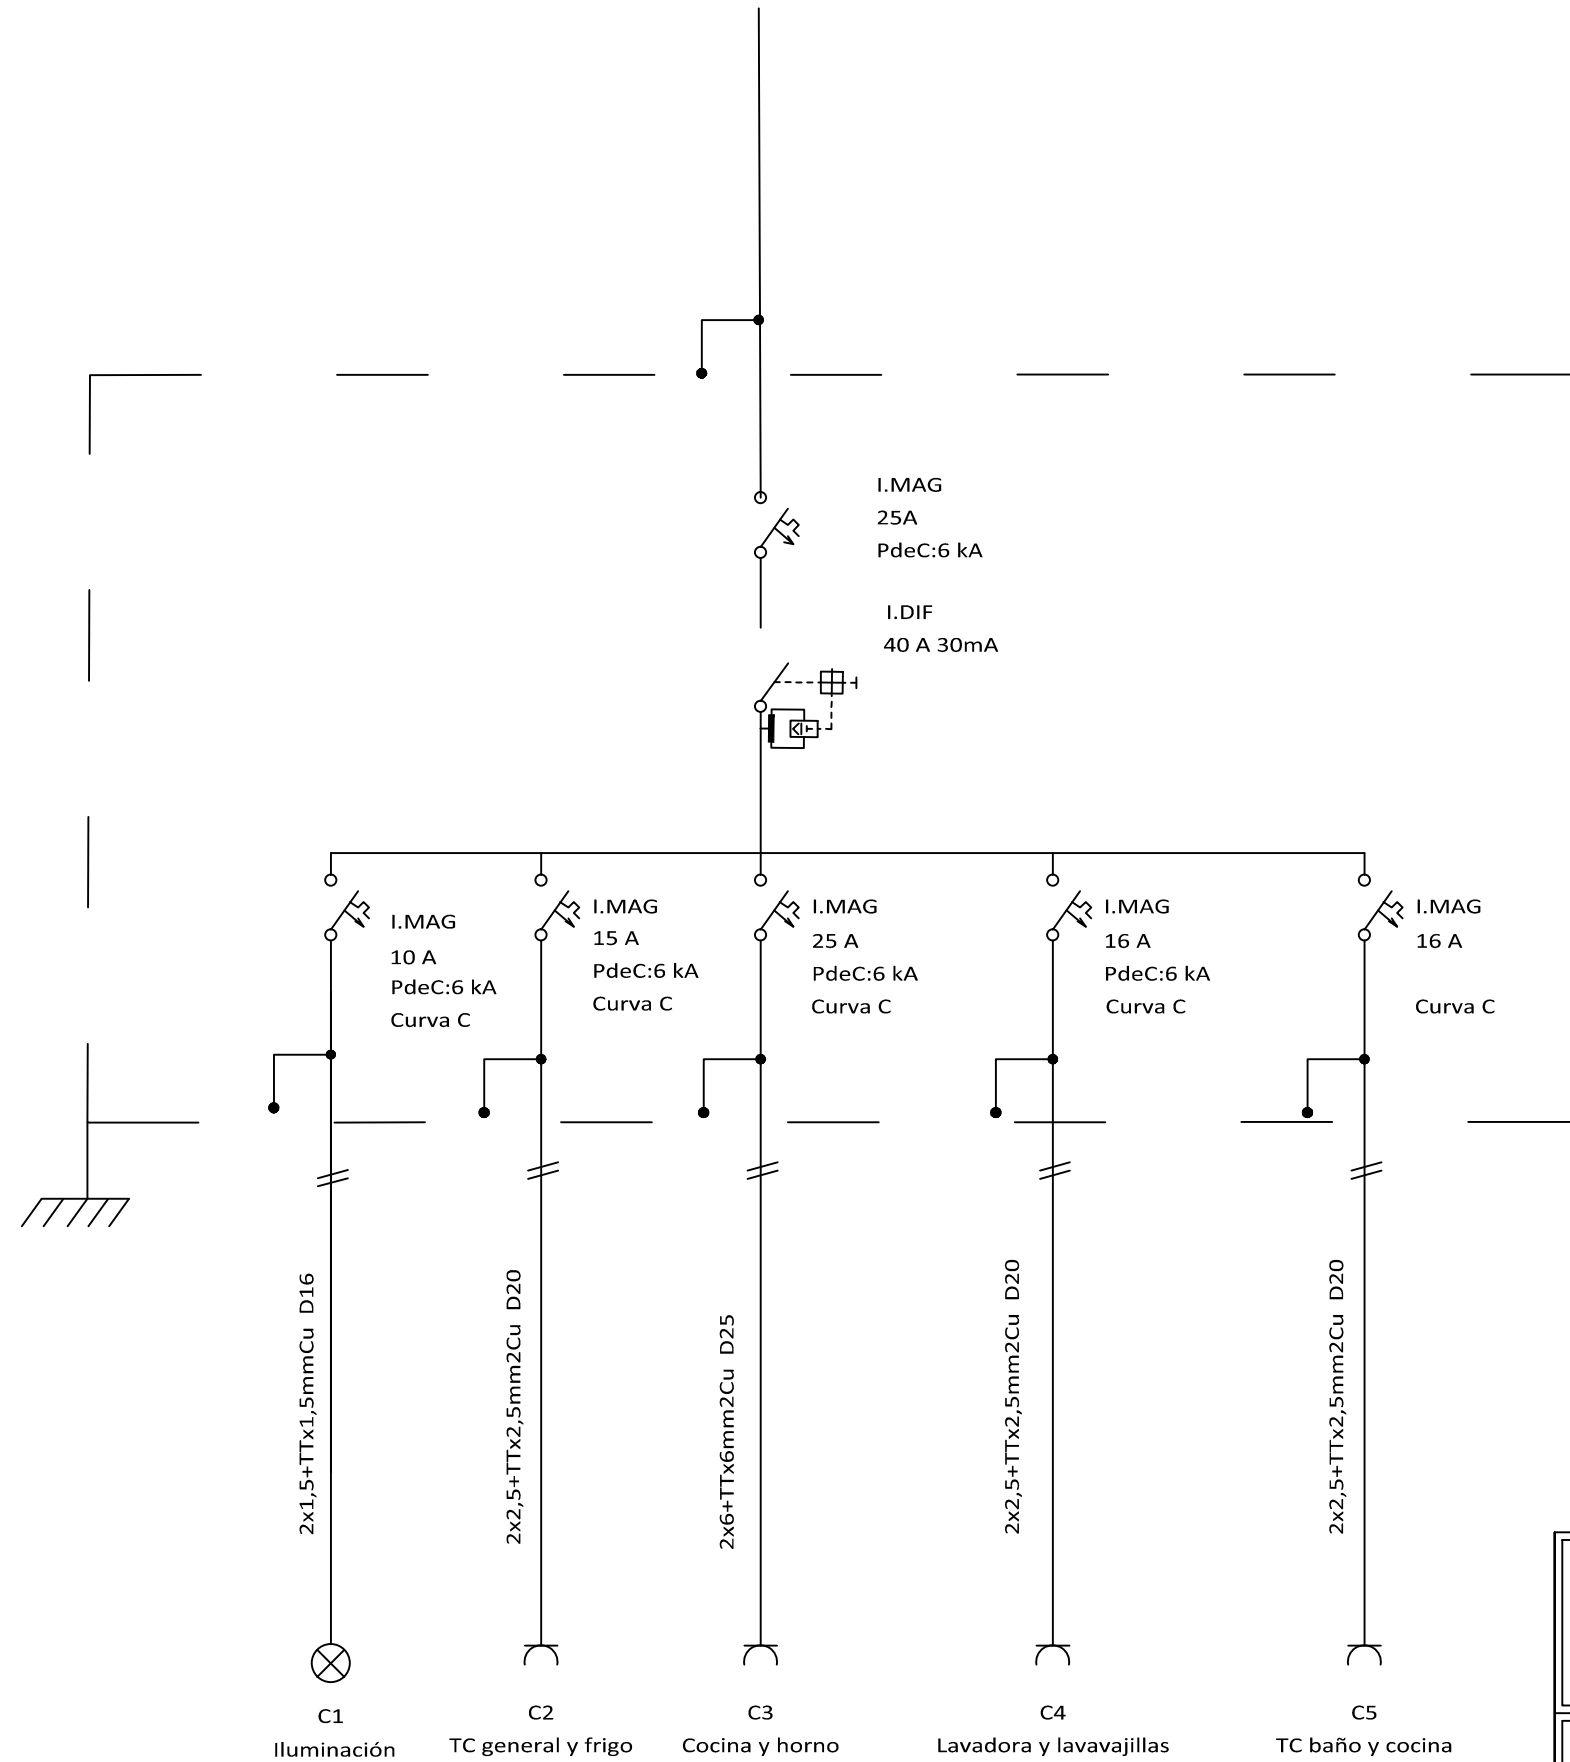 I.MAG
25A
PdeC:6 kA
I.DIF
40 A 30mA
I.MAG
10 A
PdeC:6 kA
Curva C
I.MAG
15 A
PdeC:6 kA
Curva C
I.MAG
25 A
PdeC:6 kA
Curva C
I.MAG
16 A
PdeC:6 kA
Curva C
I.MAG
16 A
Curva C
2x1,5+TTx1,5mmCu D16
2x2,5+TTx2,5mm2Cu D20
2x6+TTx6mm2Cu D25
2x2,5+TTx2,5mm2Cu D20
2x2,5+TTx2,5mm2Cu D20
C1
Iluminación
C2
TC general y frigo
C3
Cocina y horno
C4
Lavadora y lavavajillas
C5
TC baño y cocina